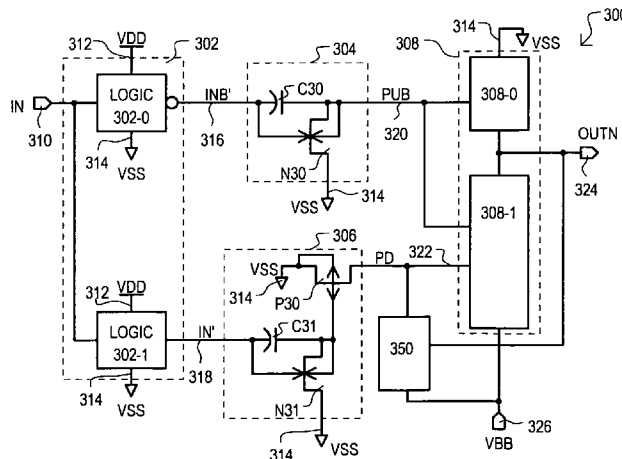 300
312
VDD
302
304
308
314
VSS
IN
310
LOGIC
302-0
INB'
316
C30
PUB
320
308-0
314
VSS
N30
314
VSS
OUTN
324
306
308-1
VSS
314
P30
PD
322
312
VDD
LOGIC
302-1
IN'
318
C31
350
314
VSS
N31
314
VSS
326
VBB